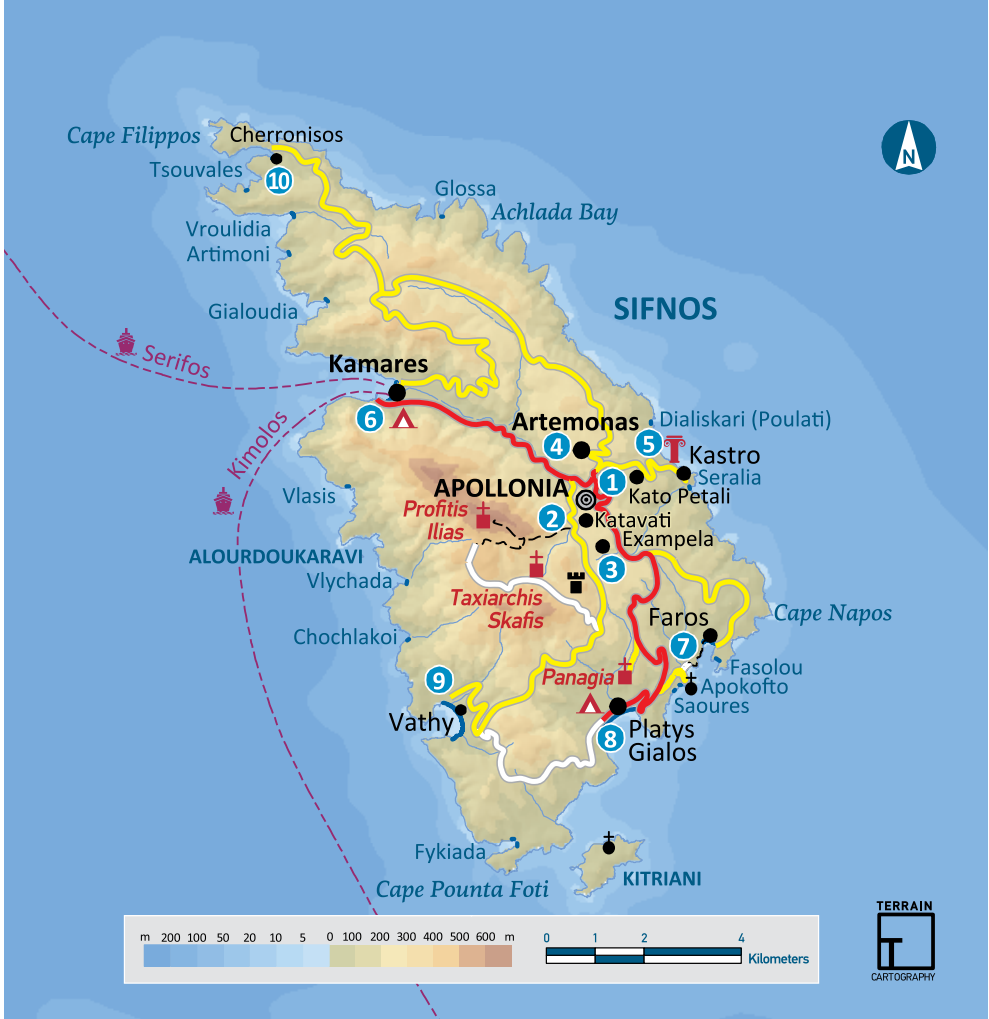 Cape Filippos
Cherronisos
Tsouvales
10
N
Glossa
Achlada Bay
Vroulidia
Artimoni
Gialoudia
SIFNOS
Serifos
Kamares
6
Kimolos
Artemonas
4
Dialiskari (Poulati)
5
Kastro
Seralia
1
Kato Petali
APOLLONIA
Vlasis
Profitis
Ilias
2
Katavati
Exampela
3
ALOURDOUKARAVI
Vlychada
Taxiarchis
Skafis
Cape Napos
Faros
7
Chochlakoi
Fasolou
Panagia
Apokofto
Saoures
9
Vathy
8
Platys
Gialos
Fykiada
KITRIANI
Cape Pounta Foti
m 200 100 50 20 10 5 0 100 200 300 400 500 600 m
0 1 2 4
Kilometers
TERRAIN
T
CARTOGRAPHY